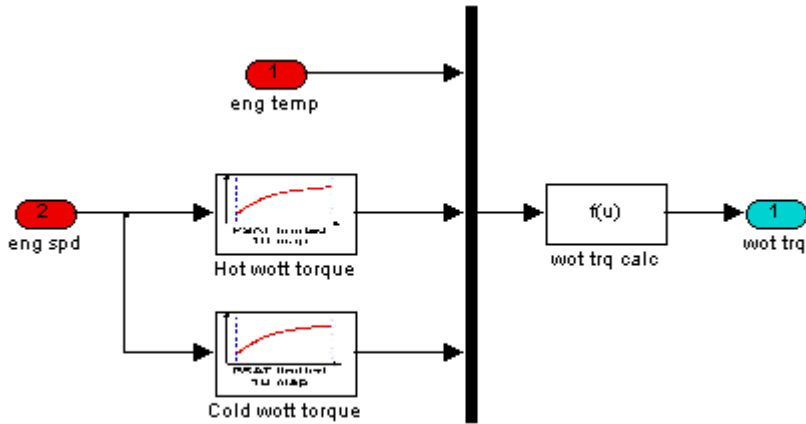 1
eng temp
2
eng spd
Hot wott torque
Cold wott torque
f(u)
wot trq calc
1
wot trq